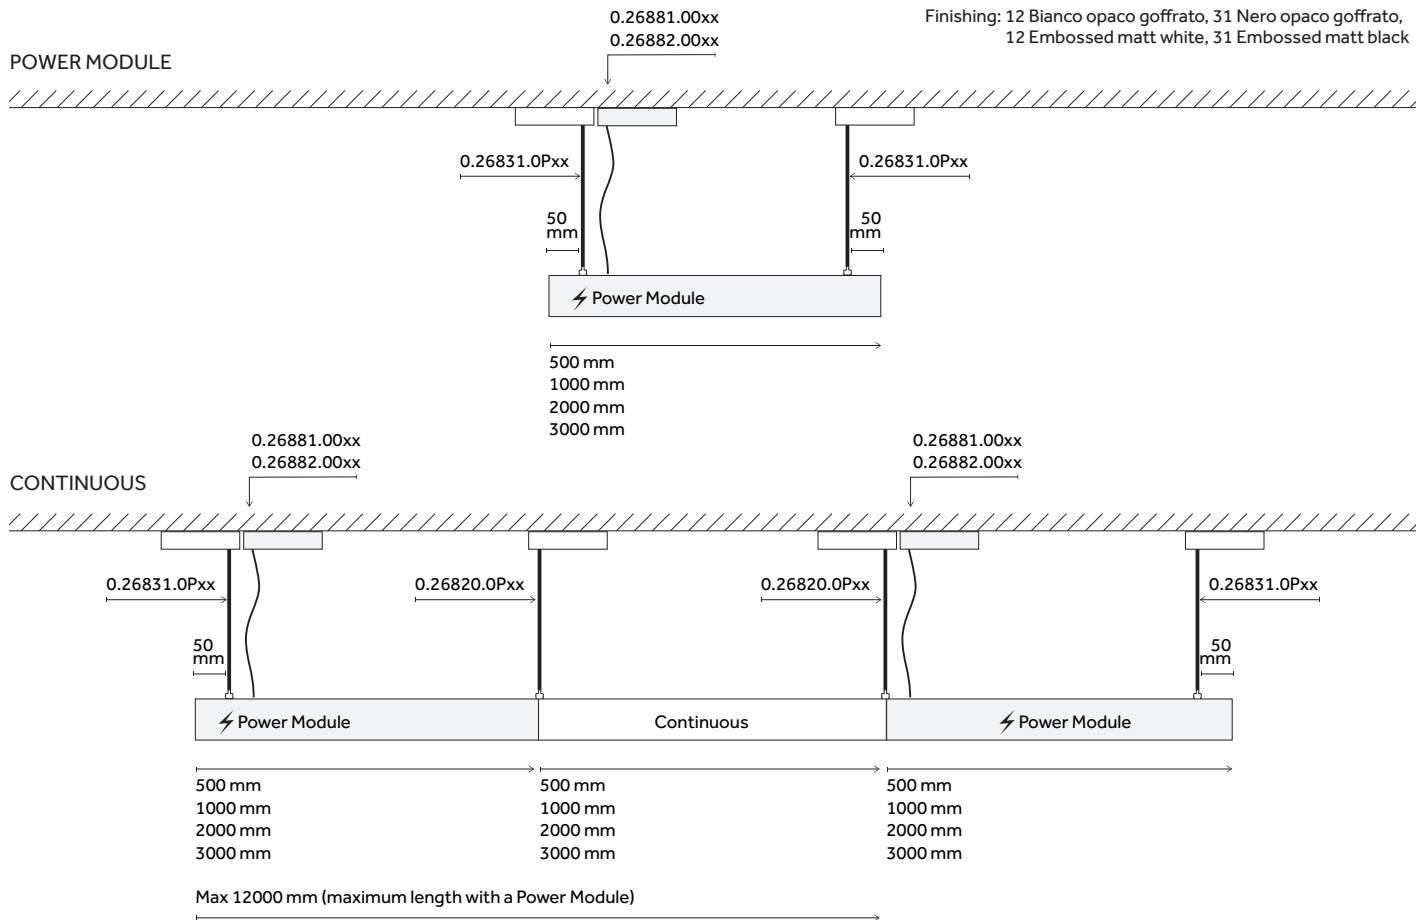 0.26881.00xx
0.26882.00xx
Finishing: 12 Bianco opaco goffrato, 31 Nero opaco goffrato,
12 Embossed matt white, 31 Embossed matt black
POWER MODULE
0.26831.0Pxx
0.26831.0Pxx
50
mm
50
mm
Power Module
500 mm
1000 mm
2000 mm
3000 mm
0.26881.00xx
0.26882.00xx
0.26881.00xx
0.26882.00xx
CONTINUOUS
0.26831.0Pxx
0.26820.0Pxx
0.26820.0Pxx
0.26831.0Pxx
50
mm
50
mm
Power Module
Continuous
Power Module
500 mm
1000 mm
2000 mm
3000 mm
500 mm
1000 mm
2000 mm
3000 mm
500 mm
1000 mm
2000 mm
3000 mm
Max 12000 mm (maximum length with a Power Module)